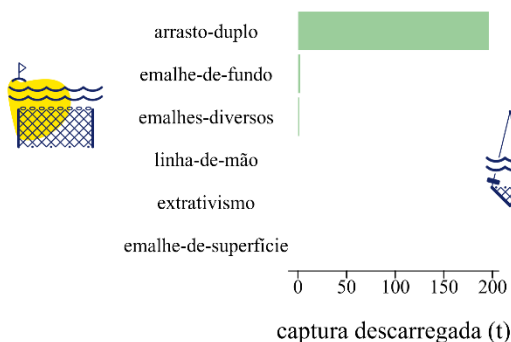 arrasto-duplo
emalhe-de-fundo
emalhes-diversos
linha-de-mão
extrativismo
emalhe-de-superfície
0 50 100 150 200
captura descarregada (t)